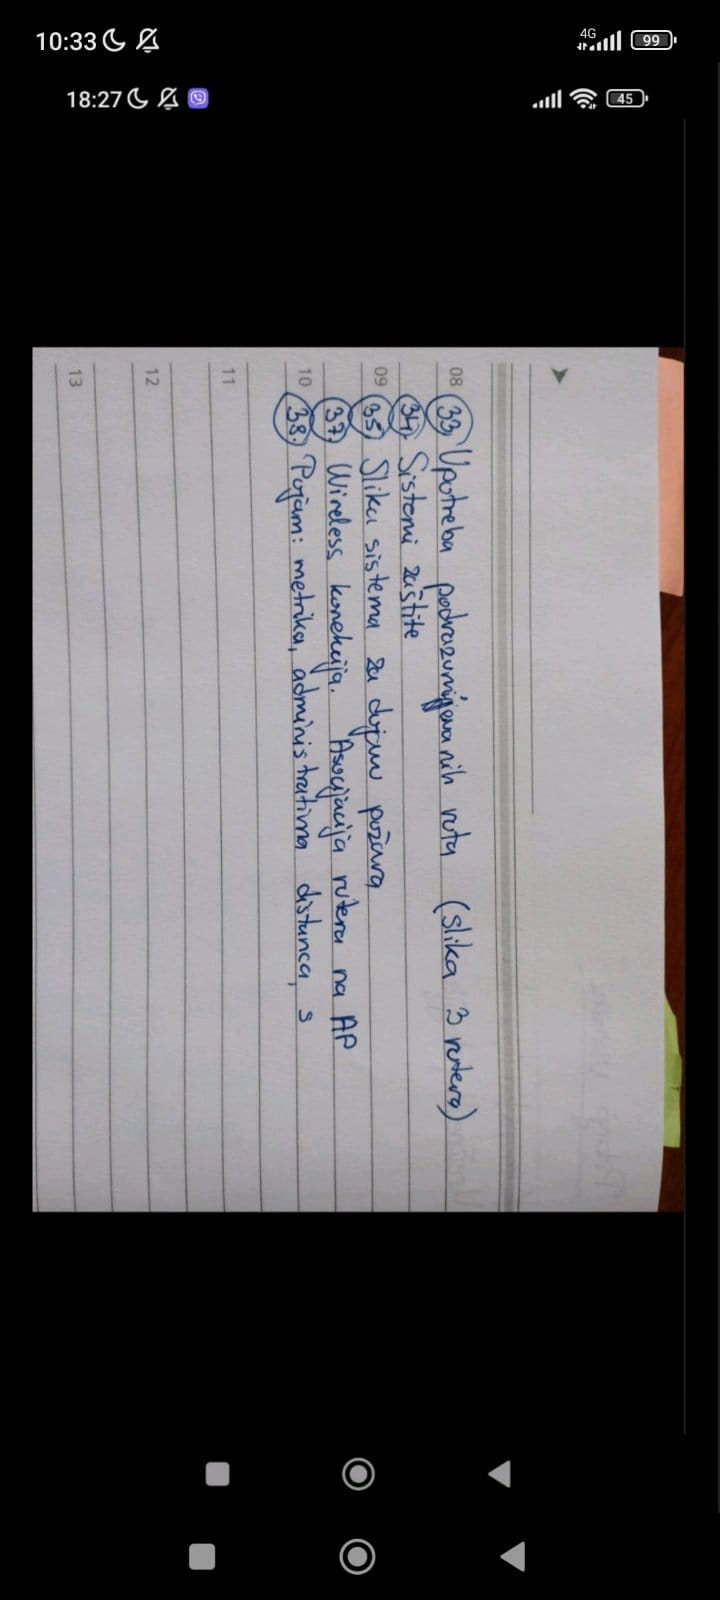 08 33. Upotreba podrazumijevanih ruta (slika 3 rutera)
34. Sistemi zaštite
09 35. Slika sistema za dojavu požara
37. Wireless konekcija. Asocijacija rutera na AP
10 38. Pojam: metrika, administrativna distanca, s
11
12
13
10:33
18:27
4G
99
45